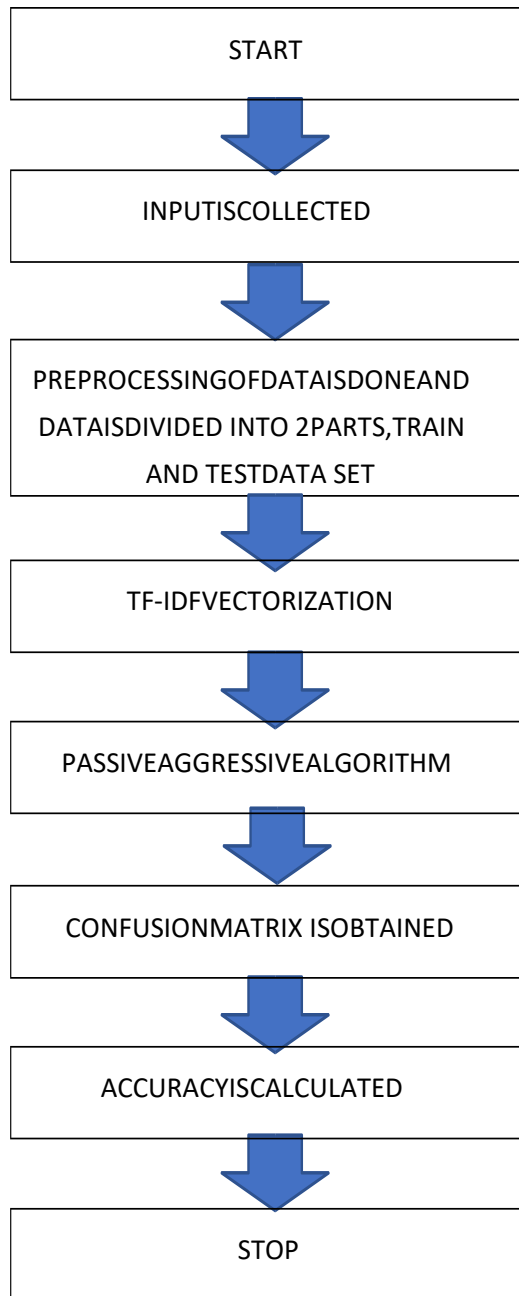 START
INPUTISCOLLECTED
PREPROCESSINGOFDATAISDONEAND
DATAISDIVIDED INTO 2PARTS,TRAIN
AND TESTDATA SET
TF-IDFVECTORIZATION
PASSIVEAGGRESSIVEALGORITHM
CONFUSIONMATRIX ISOBTAINED
ACCURACYISCALCULATED
STOP